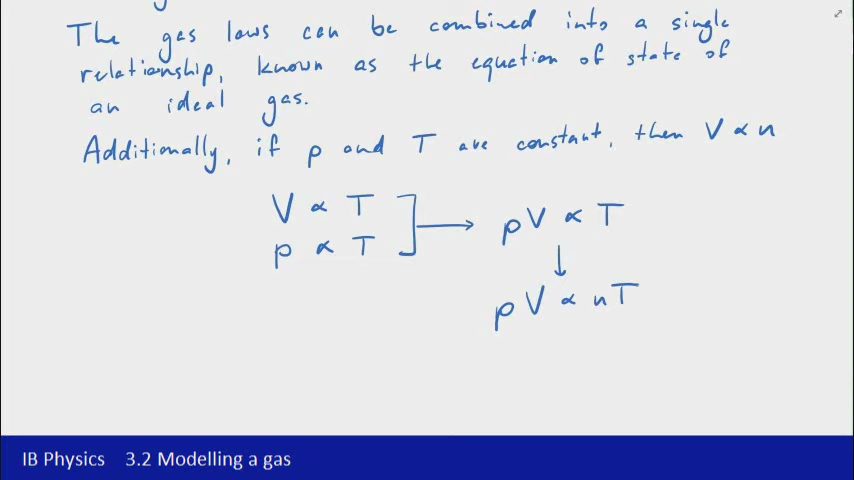 The gas laws can be combined into a single
relationship, known as the equation of state of
an ideal gas.
Additionally, if p and T are constant, then V ∝ n
V ∝ T
p ∝ T
pV ∝ T
pV ∝ nT
IB Physics 3.2 Modelling a gas